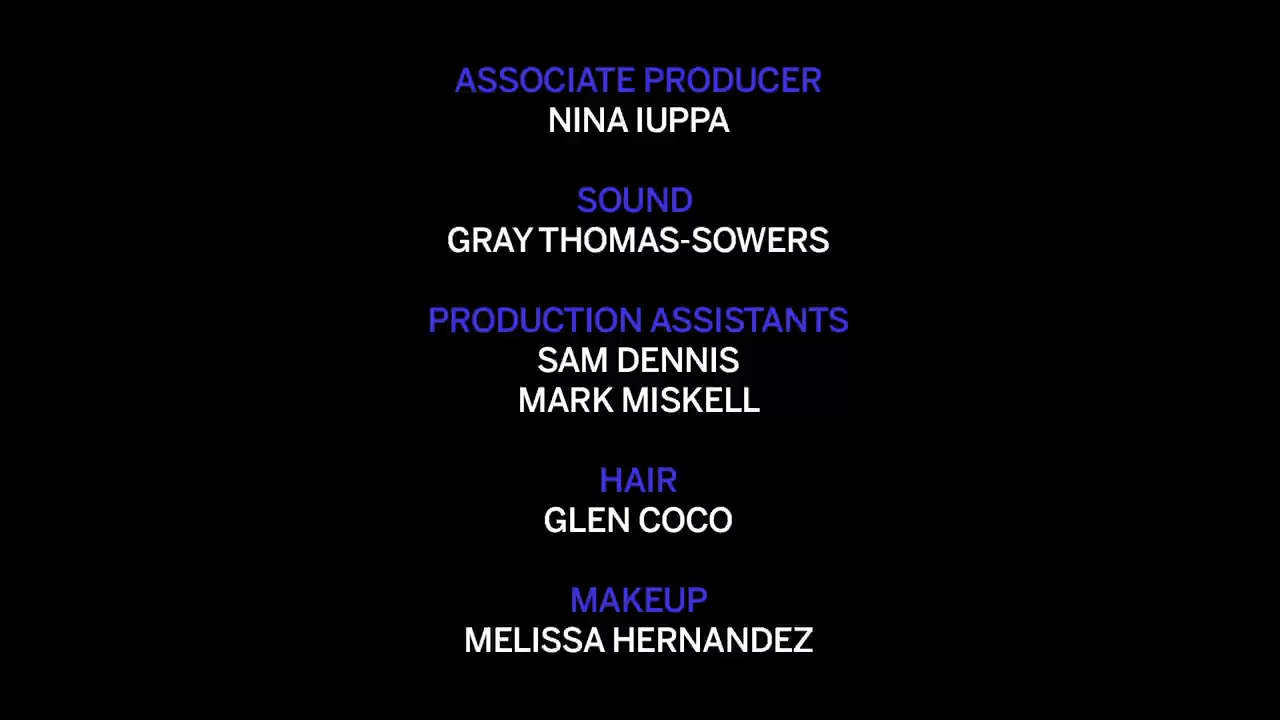 ASSOCIATE PRODUCER
NINA IUPPA
SOUND
GRAY THOMAS-SOWERS
PRODUCTION ASSISTANTS
SAM DENNIS
MARK MISKELL
HAIR
GLEN COCO
MAKEUP
MELISSA HERNANDEZ